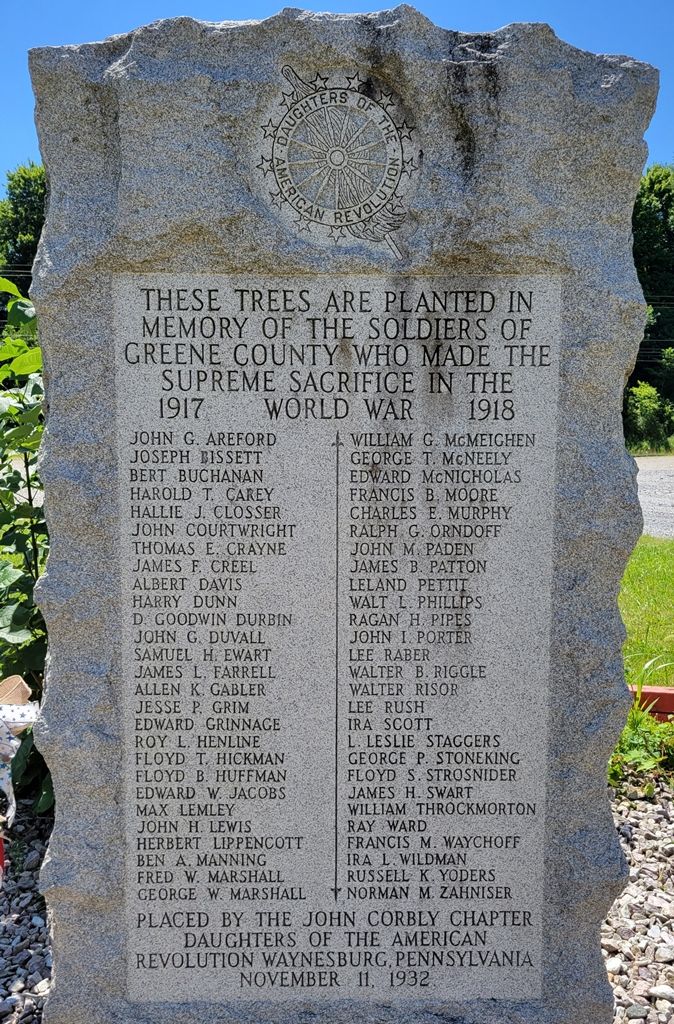 DAUGHTERS OF THE
AMERICAN REVOLUTION
THESE TREES ARE PLANTED IN
MEMORY OF THE SOLDIERS OF
GREENE COUNTY WHO MADE THE
SUPREME SACRIFICE IN THE
1917 WORLD WAR 1918
JOHN G. AREFORD
JOSEPH BISSETT
BERT BUCHANAN
HAROLD T. CAREY
HALLIE J. CLOSSER
JOHN COURTWRIGHT
THOMAS E. CRAYNE
JAMES F. CREEL
ALBERT DAVIS
HARRY DUNN
D. GOODWIN DURBIN
JOHN G. DUVALL
SAMUEL H. EWART
JAMES L. FARRELL
ALLEN K. GABLER
JESSE P. GRIM
EDWARD GRINNAGE
ROY L. HENLINE
FLOYD T. HICKMAN
FLOYD B. HUFFMAN
EDWARD W. JACOBS
MAX LEMLEY
JOHN H. LEWIS
HERBERT LIPPENCOTT
BEN A. MANNING
FRED W. MARSHALL
GEORGE W. MARSHALL
WILLIAM G. McMEIGHEN
GEORGE T. McNEELY
EDWARD McNICHOLAS
FRANCIS B. MOORE
CHARLES E. MURPHY
RALPH G. ORNDOFF
JOHN M. PADEN
JAMES B. PATTON
LELAND PETTIT
WALT L. PHILLIPS
RAGAN H. PIPES
JOHN I. PORTER
LEE RABER
WALTER B. RIGGLE
WALTER RISOR
LEE RUSH
IRA SCOTT
L. LESLIE STAGGERS
GEORGE P. STONEKING
FLOYD S. STROSNIDER
JAMES H. SWART
WILLIAM THROCKMORTON
RAY WARD
FRANCIS M. WAYCHOFF
IRA L. WILDMAN
RUSSELL K. YODERS
NORMAN M. ZAHNISER
PLACED BY THE JOHN CORBLY CHAPTER
DAUGHTERS OF THE AMERICAN
REVOLUTION WAYNESBURG, PENNSYLVANIA
NOVEMBER 11, 1932